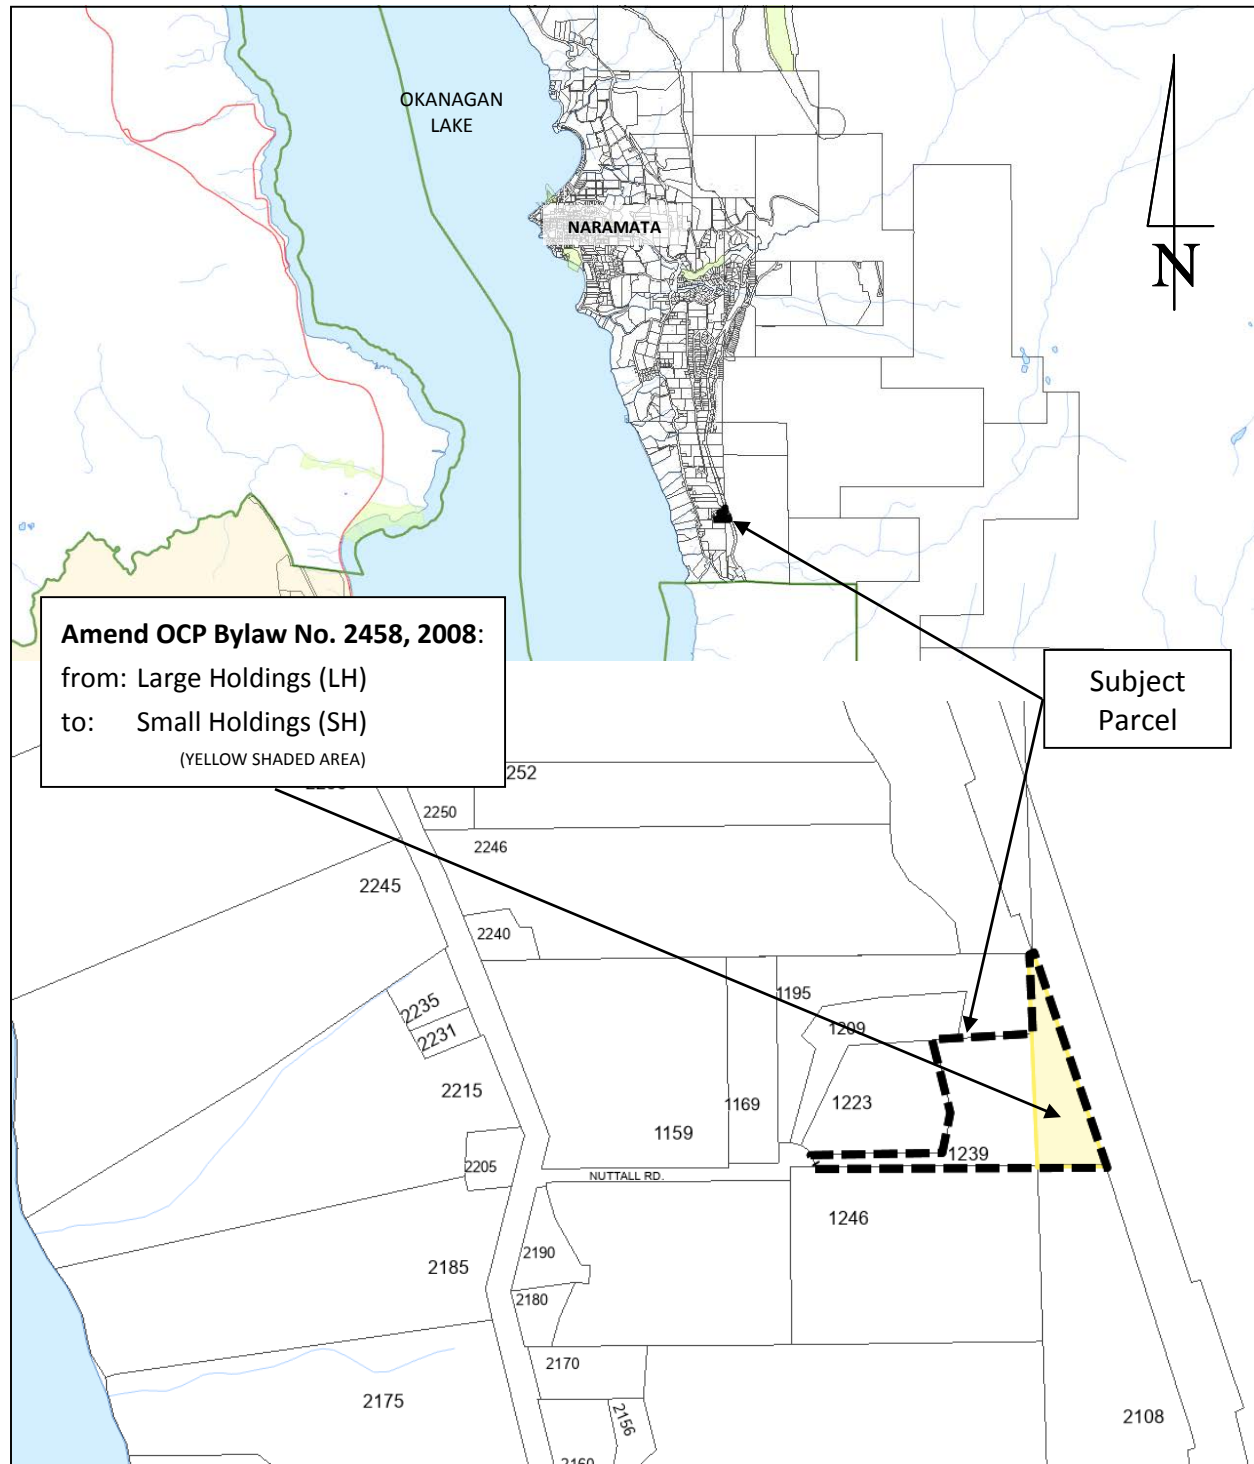 OKANAGAN
LAKE
NARAMATA
N
Amend OCP Bylaw No. 2458, 2008:
from: Large Holdings (LH)
to: Small Holdings (SH)
(YELLOW SHADED AREA)
Subject
Parcel
252
2250
2246
2245
2240
2235
2231
1195
1209
2215
1169
1223
1159
1239
2205
NUTTALL RD.
1246
2190
2185
2180
2170
2175
2156
2108
2160